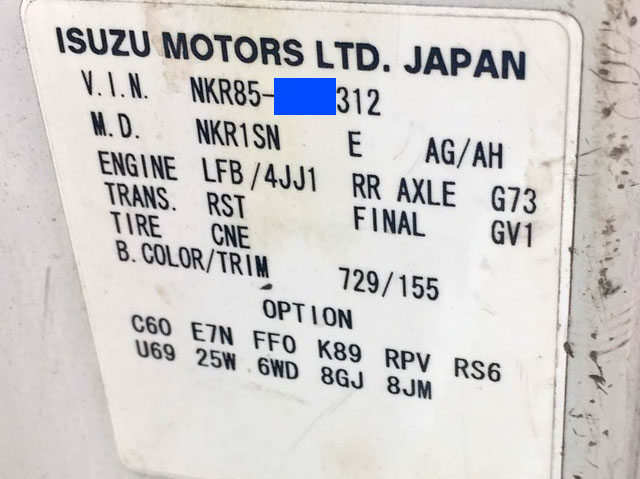 ISUZU MOTORS LTD. JAPAN
V.I.N. NKR85- 312
M.D. NKR1SN E AG/AH
ENGINE LFB/4JJ1 RR AXLE G73
TRANS. RST FINAL GV1
TIRE CNE
B.COLOR/TRIM 729/155
OPTION
C60 E7N FF0 K89 RPV RS6
U69 25W 6WD 8GJ 8JM